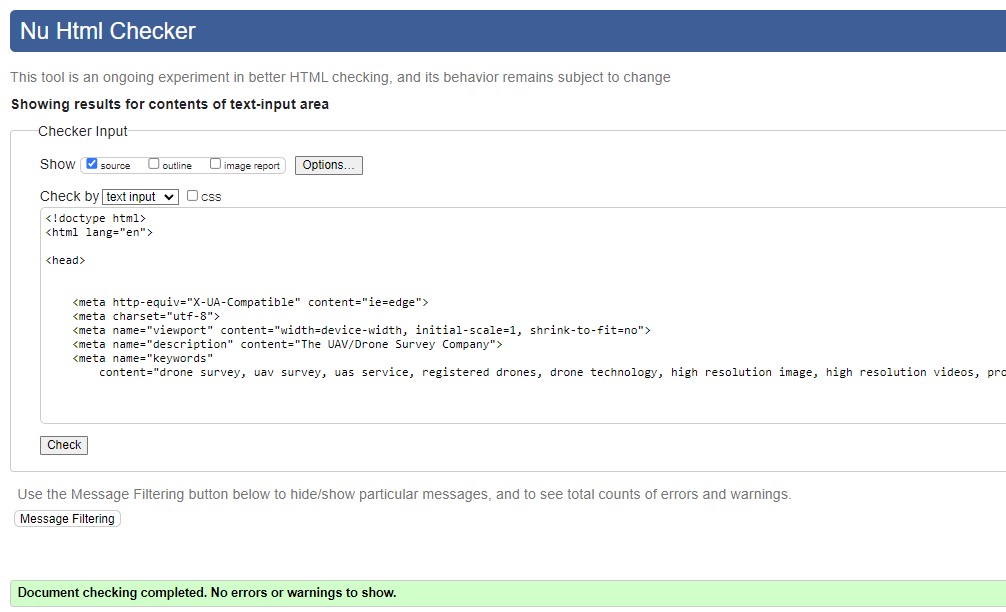 Nu Html Checker
This tool is an ongoing experiment in better HTML checking, and its behavior remains subject to change
Showing results for contents of text-input area
Checker Input
Show source outline image report Options...
Check by text input css
<!doctype html>
<html lang="en">
<head>
<meta http-equiv="X-UA-Compatible" content="ie=edge">
<meta charset="utf-8">
<meta name="viewport" content="width=device-width, initial-scale=1, shrink-to-fit=no">
<meta name="description" content="The UAV/Drone Survey Company">
<meta name="keywords"
content="drone survey, uav survey, uas service, registered drones, drone technology, high resolution image, high resolution videos, pro
Check
Use the Message Filtering button below to hide/show particular messages, and to see total counts of errors and warnings.
Message Filtering
Document checking completed. No errors or warnings to show.